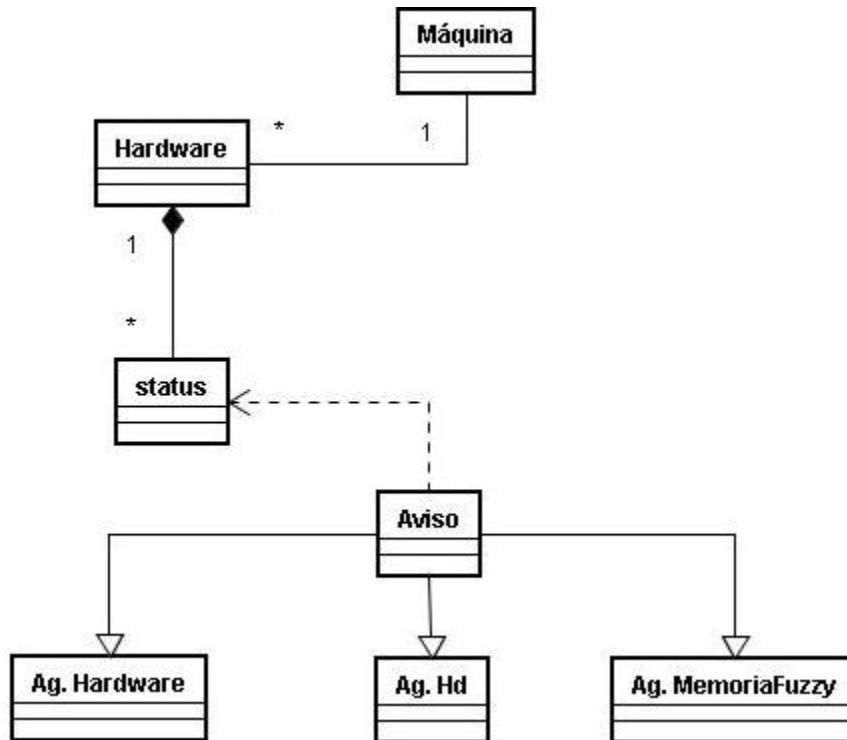 Máquina
*
1
Hardware
1
*
status
Aviso
Ag. Hardware
Ag. Hd
Ag. MemoriaFuzzy